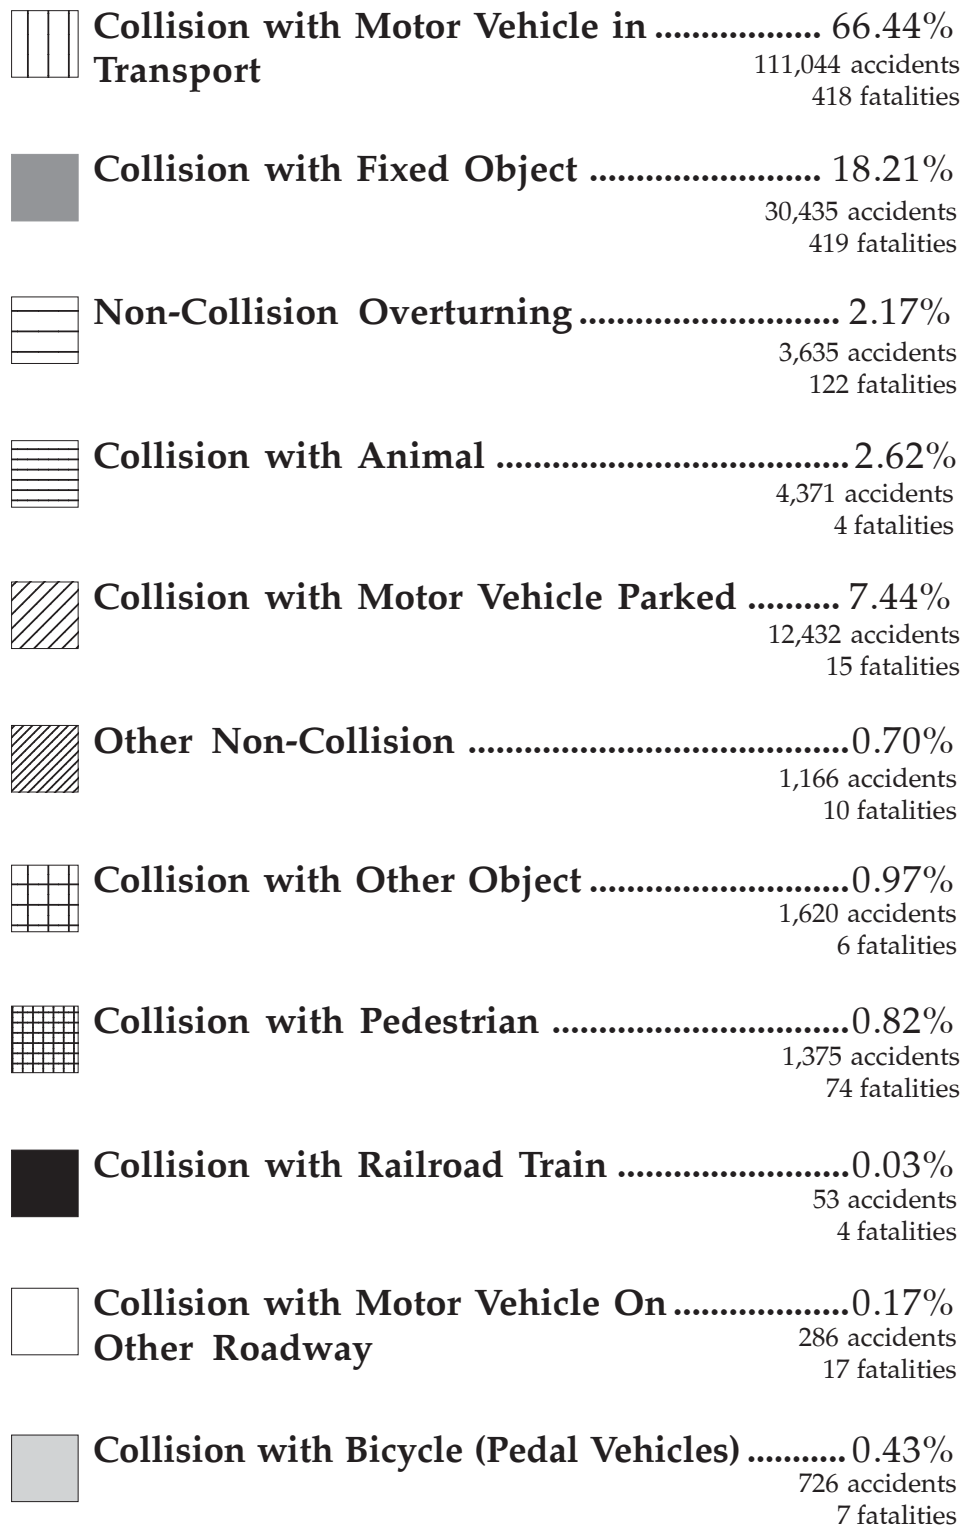 Collision with Motor Vehicle in .................. 66.44%
Transport 111,044 accidents
418 fatalities
Collision with Fixed Object ......................... 18.21%
30,435 accidents
419 fatalities
Non-Collision Overturning ............................ 2.17%
3,635 accidents
122 fatalities
Collision with Animal ...................................... 2.62%
4,371 accidents
4 fatalities
Collision with Motor Vehicle Parked .......... 7.44%
12,432 accidents
15 fatalities
Other Non-Collision .........................................0.70%
1,166 accidents
10 fatalities
Collision with Other Object ............................0.97%
1,620 accidents
6 fatalities
Collision with Pedestrian ................................0.82%
1,375 accidents
74 fatalities
Collision with Railroad Train .........................0.03%
53 accidents
4 fatalities
Collision with Motor Vehicle On ...................0.17%
Other Roadway 286 accidents
17 fatalities
Collision with Bicycle (Pedal Vehicles) ........... 0.43%
726 accidents
7 fatalities